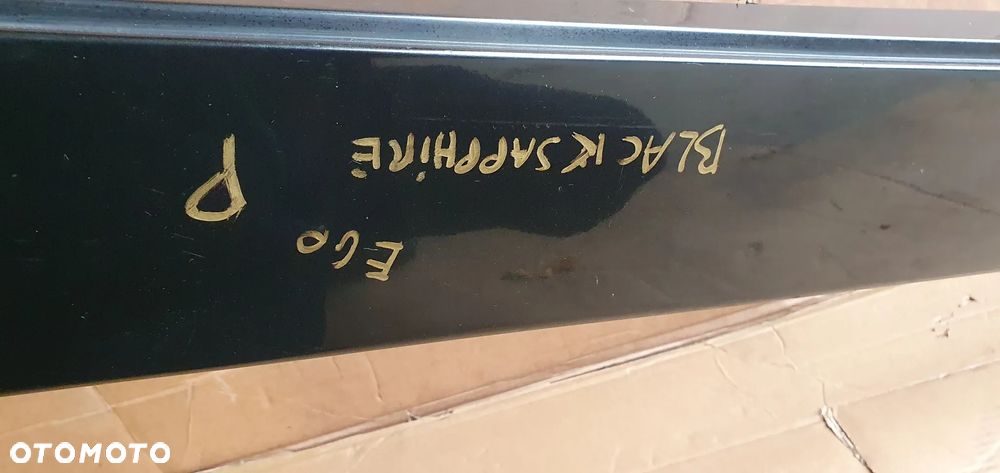 BLACK SAPPHIRE
E60
P
OTOMOTO